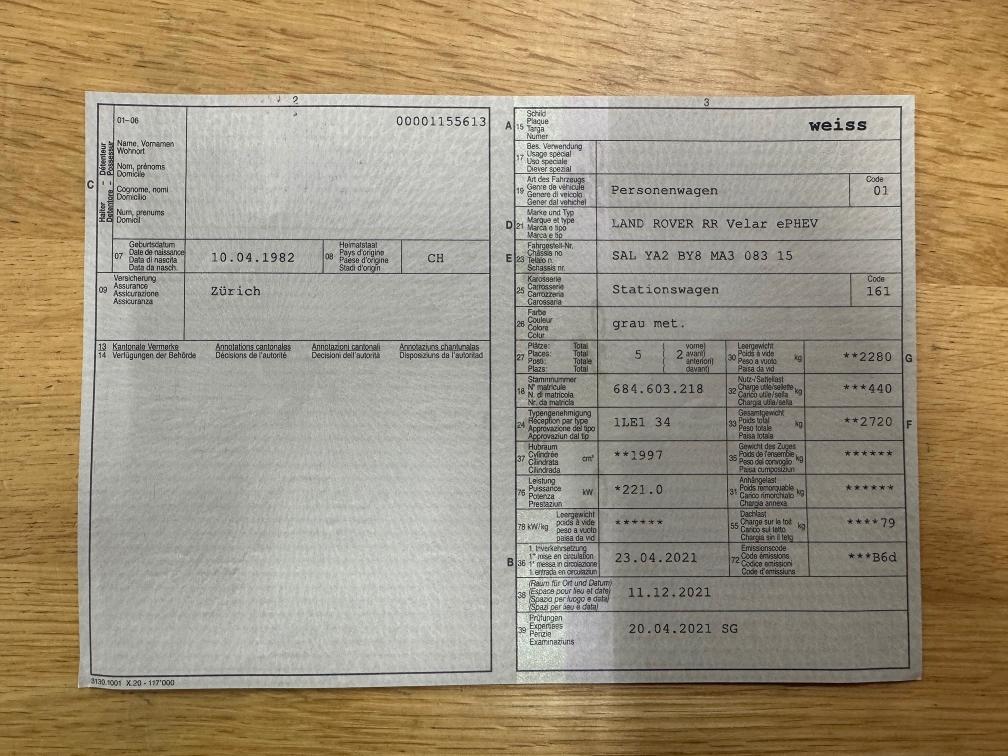 2
01–06
00001155613
Halter - Détenteur
Detentore - Possessur
C
Name, Vornamen
Wohnort
Nom, prénoms
Domicile
Cognome, nomi
Domicilio
Num, prenums
Domicil
07
Geburtsdatum
Date de naissance
Data di nascita
Data da nasch.
10.04.1982
08
Heimatstaat
Pays d'origine
Paese d'origine
Stadi d'origin
CH
09
Versicherung
Assurance
Assicurazione
Assicuranza
Zürich
13 Kantonale Vermerke Annotations cantonales Annotazioni cantonali Annotaziuns chantunalas
14 Verfügungen der Behörde Décisions de l'autorité Decisioni dell'autorità Disposiziuns da l'autoritad
3130.1001 X.20 - 117'000
3
A
15
Schild
Plaque
Targa
Numer
weiss
17
Bes. Verwendung
Usage spécial
Uso speciale
Diever spezial
19
Art des Fahrzeugs
Genre de véhicule
Genere di veicolo
Gener dal vehichel
Personenwagen
Code
01
D
21
Marke und Typ
Marque et type
Marca e tipo
Marca e tip
LAND ROVER RR Velar ePHEV
E
23
Fahrgestell-Nr.
Châssis no
Telaio n.
Schassis nr.
SAL YA2 BY8 MA3 083 15
25
Karosserie
Carrosserie
Carrozzeria
Carossaria
Stationswagen
Code
161
26
Farbe
Couleur
Colore
Colur
grau met.
27
Plätze: Total
Places: Total
Posti: Totale
Plazs: Total
5
( 2
vorne)
avant)
anteriori)
davant)
30
Leergewicht
Poids à vide
Peso a vuoto
Paisa da vid
kg
**2280
G
18
Stammnummer
N° matricule
N. di matricola
Nr. da matricla
684.603.218
32
Nutz-/Sattellast
Charge utile/sellette
Carico utile/sella
Chargia utila/sella
kg
***440
24
Typengenehmigung
Réception par type
Approvazione del tipo
Approvaziun dal tip
1LE1 34
33
Gesamtgewicht
Poids total
Peso totale
Paisa totala
kg
**2720
F
37
Hubraum
Cylindrée
Cilindrata
Cilindrada
cm³
**1997
35
Gewicht des Zuges
Poids de l'ensemble
Peso del convoglio
Paisa cumposiziun
kg
******
76
Leistung
Puissance
Potenza
Prestaziun
kW
*221.0
31
Anhängelast
Poids remorquable
Carico rimorchiato
Chargia annexa
kg
******
78 kW/kg
Leergewicht
poids à vide
peso a vuoto
paisa da vid
******
55
Dachlast
Charge sur le toit
Carico sul tetto
Chargia sin il tetg
kg
****79
B
36
1. Inverkehrsetzung
1re mise en circulation
1a messa in circolazione
1. entrada en circulaziun
23.04.2021
72
Emissionscode
Code émissions
Codice emissioni
Code d'emissiuns
***B6d
38
(Raum für Ort und Datum)
(Espace pour lieu et date)
(Spazio per luogo e data)
(Spazi per lieu e data)
11.12.2021
39
Prüfungen
Expertises
Perizie
Examinaziuns
20.04.2021 SG